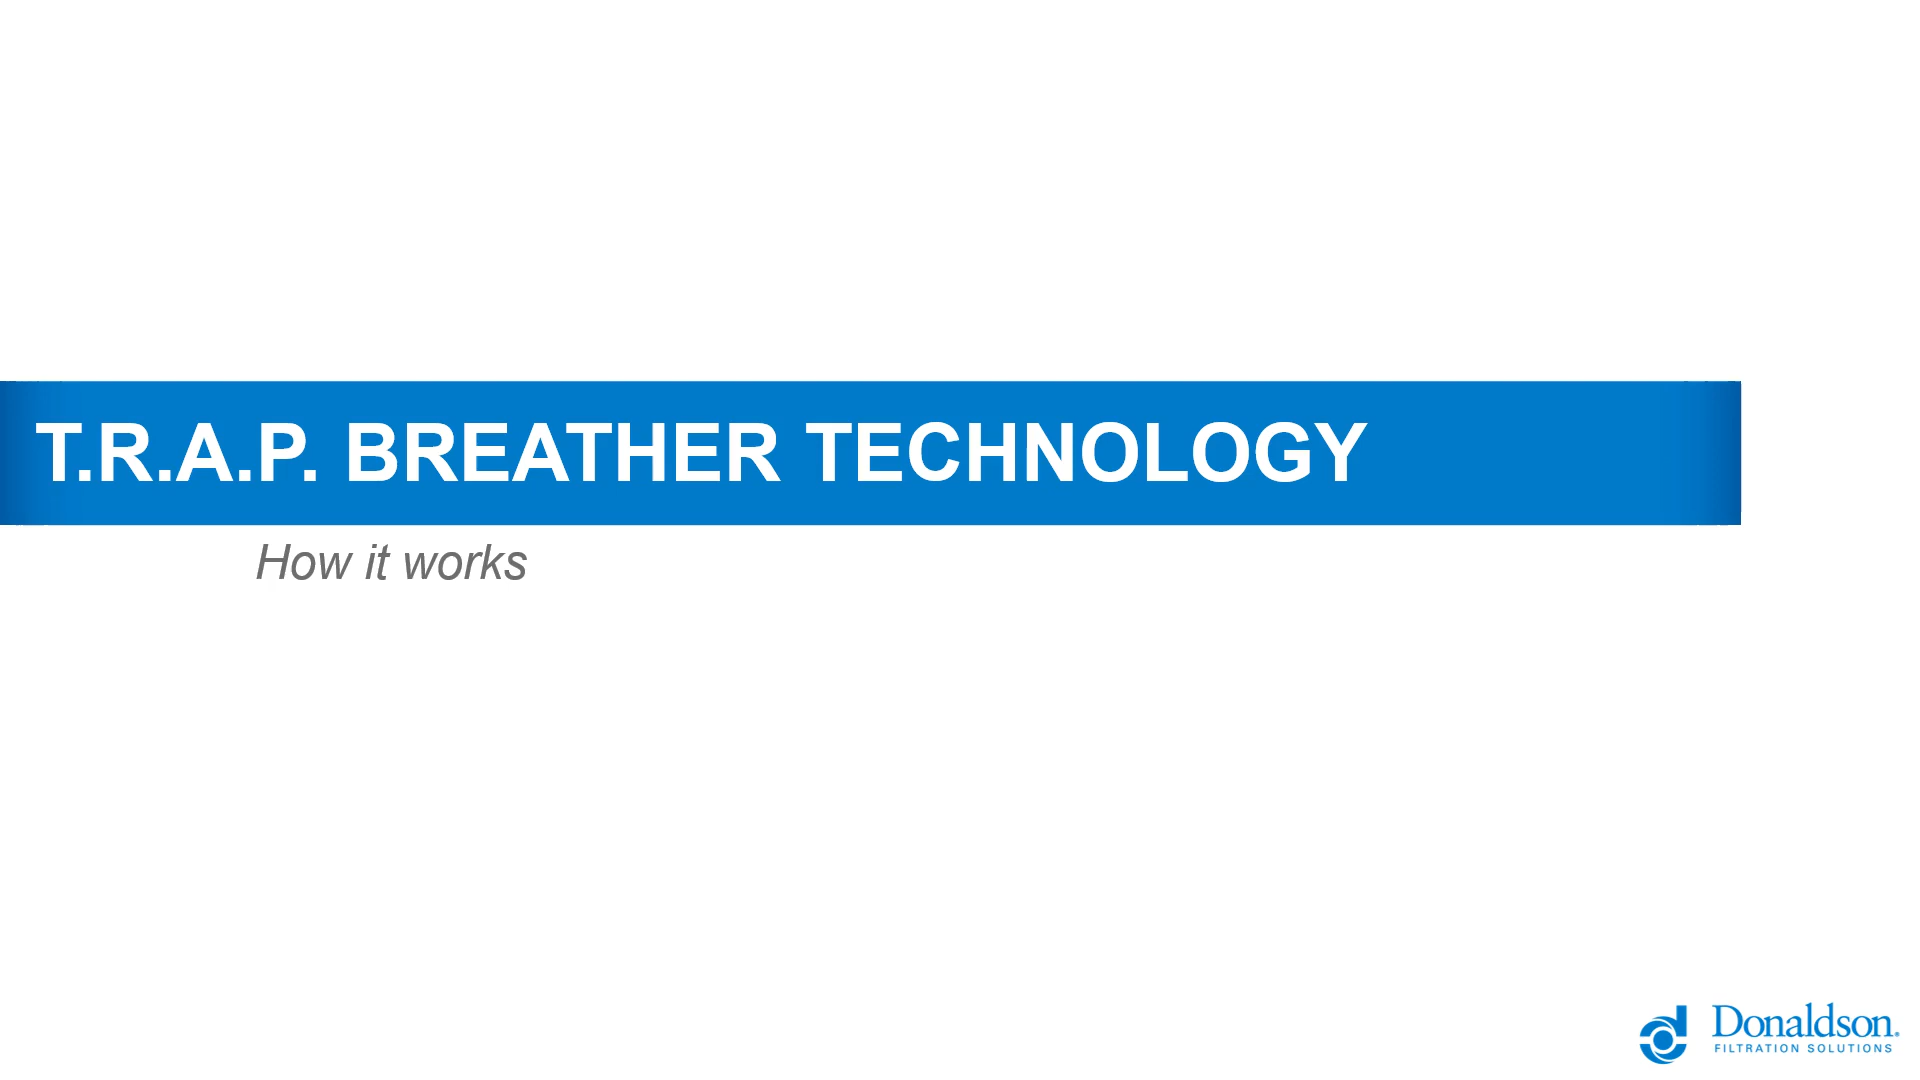 T.R.A.P. BREATHER TECHNOLOGY
How it works
Donaldson®
FILTRATION SOLUTIONS